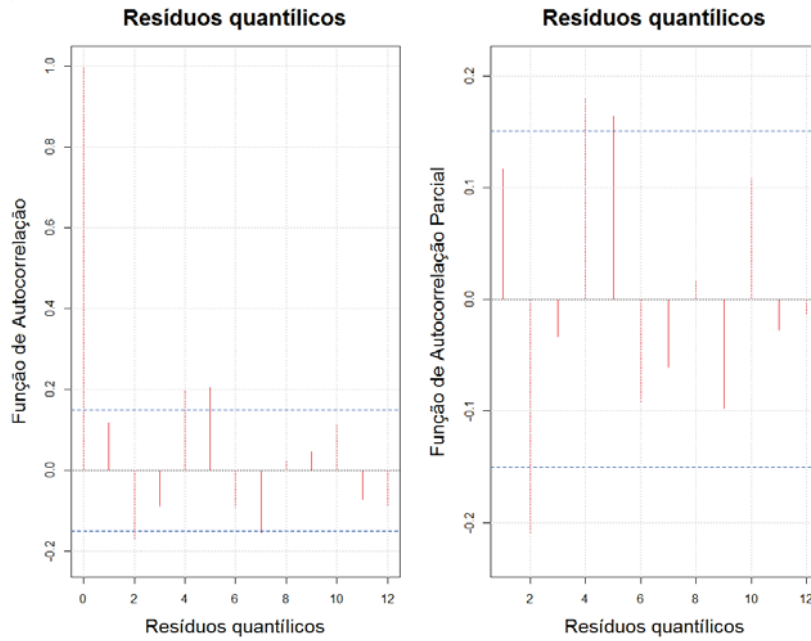 Resíduos quantílicos
Função de Autocorrelação
1.0
0.8
0.6
0.4
0.2
0.0
-0.2
0 2 4 6 8 10 12
Resíduos quantílicos
Resíduos quantílicos
Função de Autocorrelação Parcial
0.2
0.1
0.0
-0.1
-0.2
2 4 6 8 10 12
Resíduos quantílicos